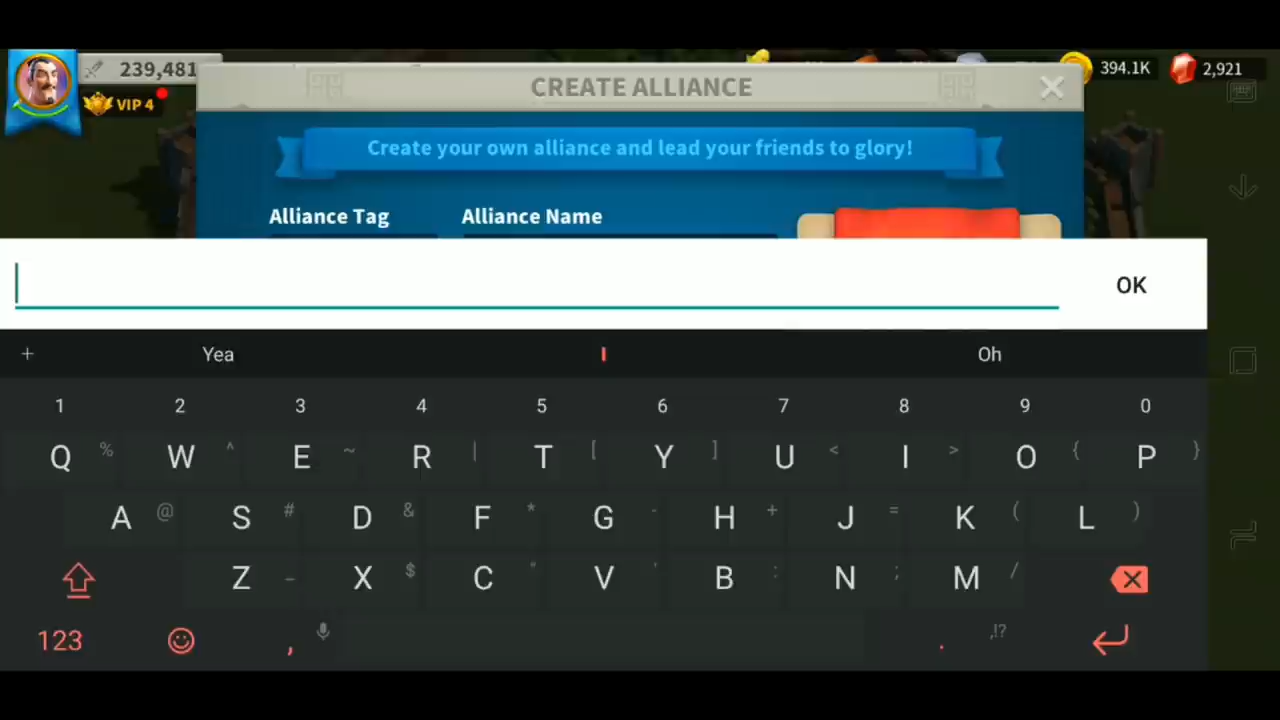 239,481
CREATE ALLIANCE
394.1K
2,921
VIP 4
Create your own alliance and lead your friends to glory!
Alliance Tag
Alliance Name
OK
+ Yea I Oh
1 2 3 4 5 6 7 8 9 0
Q % W ^ E ~ R | T [ Y ] U < I > O { P }
A @ S # D & F * G - H + J = K ( L )
Z _ X $ C " V ' B : N ; M /
123 , . ,!?